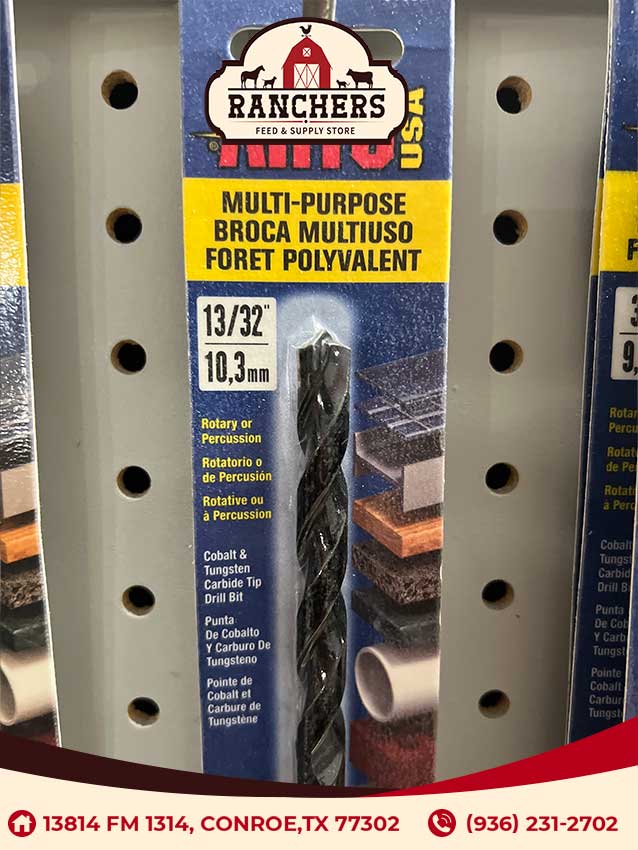 RANCHERS
FEED & SUPPLY STORE
USA
MULTI-PURPOSE
BROCA MULTIUSO
FORET POLYVALENT
13/32"
10,3mm
Rotary or
Percussion
Rotatorio o
de Percusión
Rotative ou
à Percussion
Cobalt &
Tungsten
Carbide Tip
Drill Bit
Punta
De Cobalto
Y Carburo De
Tungsteno
Pointe de
Cobalt et
Carbure de
Tungstène
13814 FM 1314, CONROE,TX 77302
(936) 231-2702